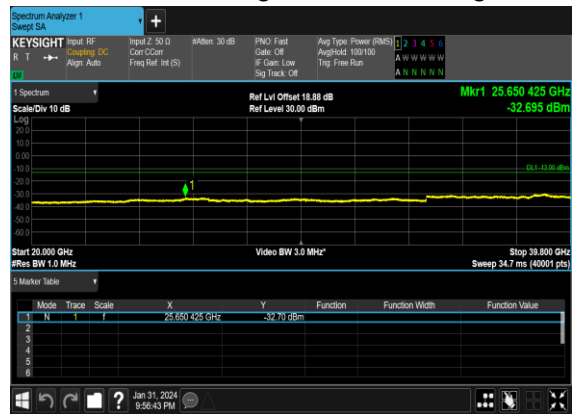 Spectrum Analyzer 1
Swept SA
+
KEYSIGHT Input: RF Input Z: 50 Ω #Atten: 30 dB PNO: Fast Avg Type: Power (RMS) 1 2 3 4 5 6
R T Coupling: DC Corr CCorr Gate: Off Avg|Hold: 100/100 A W W W W W
Align: Auto Freq Ref: Int (S) IF Gain: Low Trig: Free Run
Sig Track: Off A N N N N N
1 Spectrum Ref Lvl Offset 18.88 dB Mkr1 25.650 425 GHz
Scale/Div 10 dB Ref Level 30.00 dBm -32.695 dBm
Log
20.0
10.0
0.00
-10.0 DL1 -13.00 dBm
-20.0 1
-30.0
-40.0
-50.0
-60.0
Start 20.000 GHz Video BW 3.0 MHz* Stop 39.800 GHz
#Res BW 1.0 MHz Sweep 34.7 ms (40001 pts)
5 Marker Table
Mode Trace Scale X Y Function Function Width Function Value
1 N 1 f 25.650 425 GHz -32.70 dBm
2
3
4
5
6
? Jan 31, 2024
9:56:43 PM